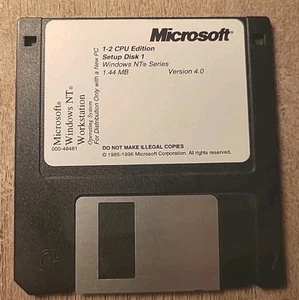 Microsoft®
1-2 CPU Edition
Setup Disk 1
Windows NT® Series
1.44 MB Version 4.0
Microsoft®
Windows NT®
Workstation
Operating System
For Distribution Only with a New PC
000-48481
DO NOT MAKE ILLEGAL COPIES
© 1985-1996 Microsoft Corporation. All rights reserved.